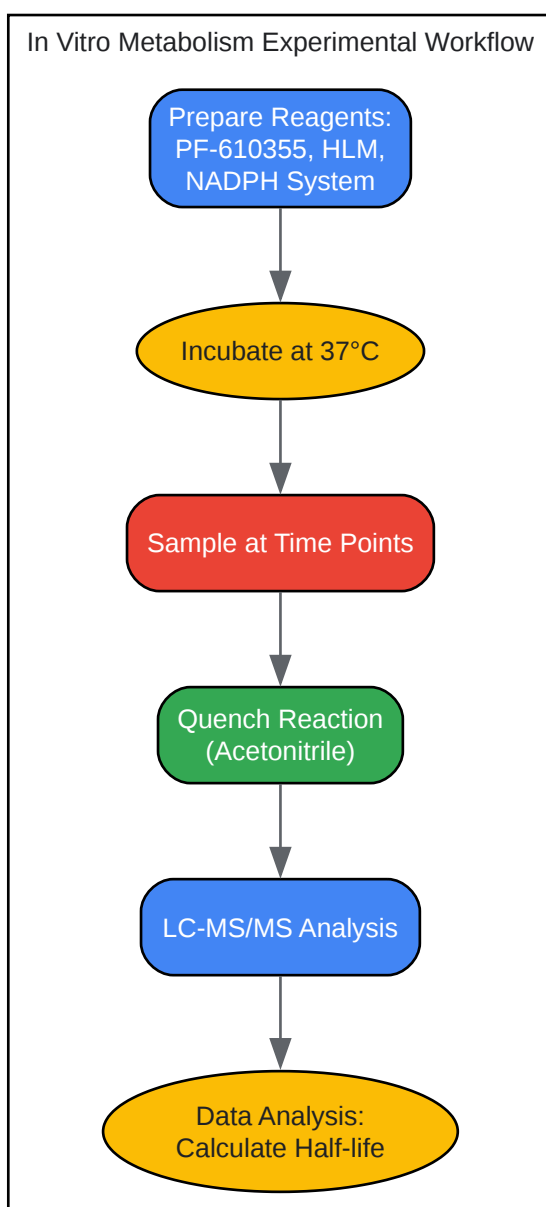 In Vitro Metabolism Experimental Workflow
Prepare Reagents:
PF-610355, HLM,
NADPH System
Incubate at 37°C
Sample at Time Points
Quench Reaction
(Acetonitrile)
LC-MS/MS Analysis
Data Analysis:
Calculate Half-life